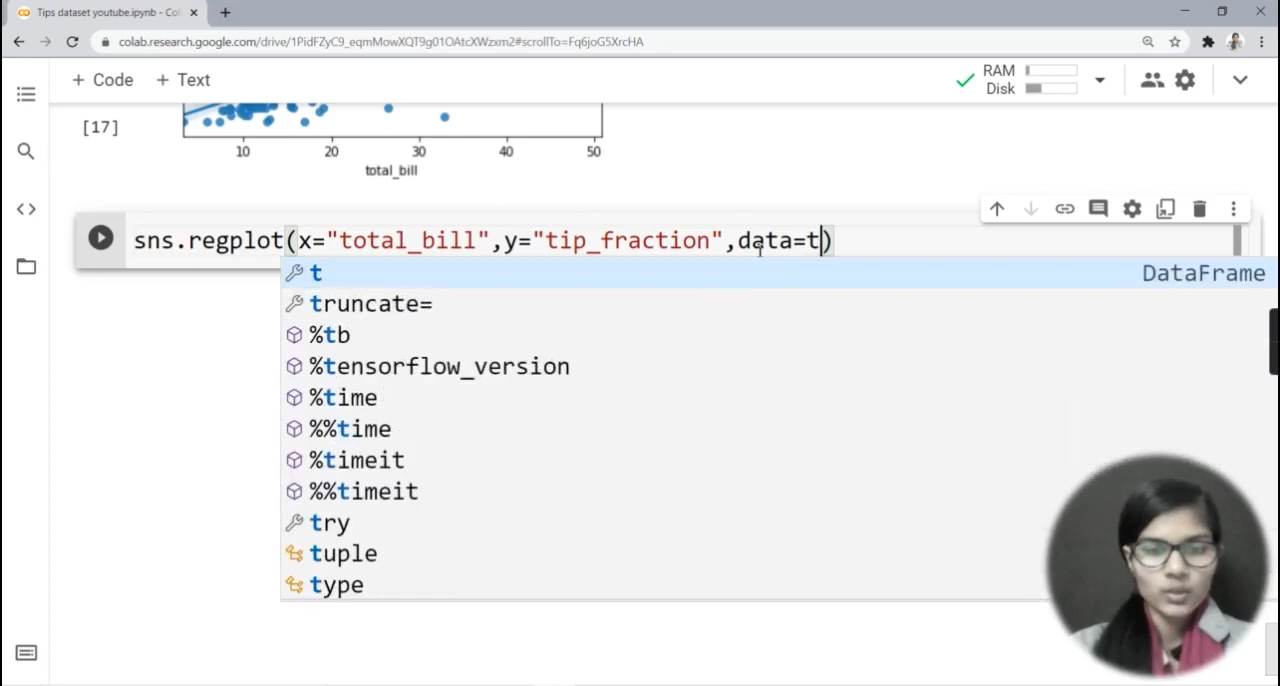 Tips dataset youtube.ipynb - Col
colab.research.google.com/drive/1PidFZyC9_eqmMowXQT9g01OAtcXWzxm2#scrollTo=Fq6joG5XrcHA
+ Code + Text
RAM
Disk
[17]
10 20 30 40 50
total_bill
sns.regplot(x="total_bill",y="tip_fraction",data=t)
t DataFrame
truncate=
%tb
%tensorflow_version
%time
%%time
%timeit
%%timeit
try
tuple
type